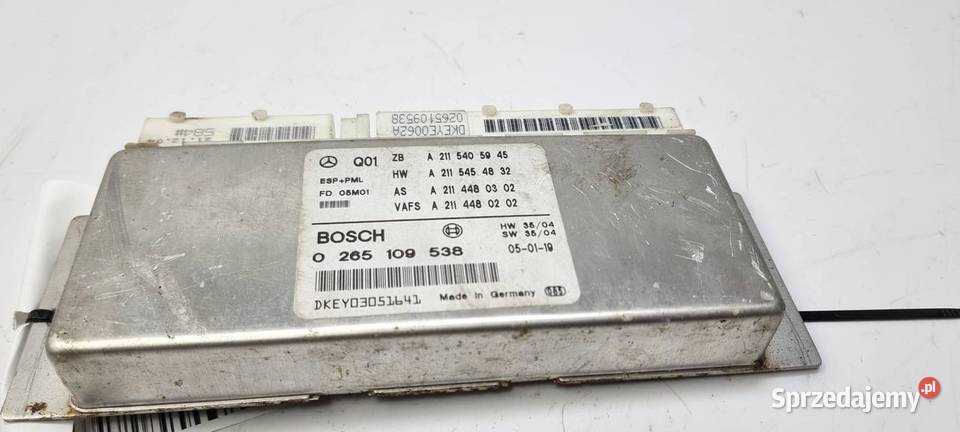 DKEYE0062A
0265109538
Q01
ZB A 211 540 59 45
HW A 211 545 48 32
AS A 211 448 03 02
VAFS A 211 448 02 02
ESP+PML
FD 05M01
BOSCH
HW 35/04
SW 35/04
0 265 109 538
05-01-19
DKEY03051641 Made in Germany
Sprzedajemy.pl